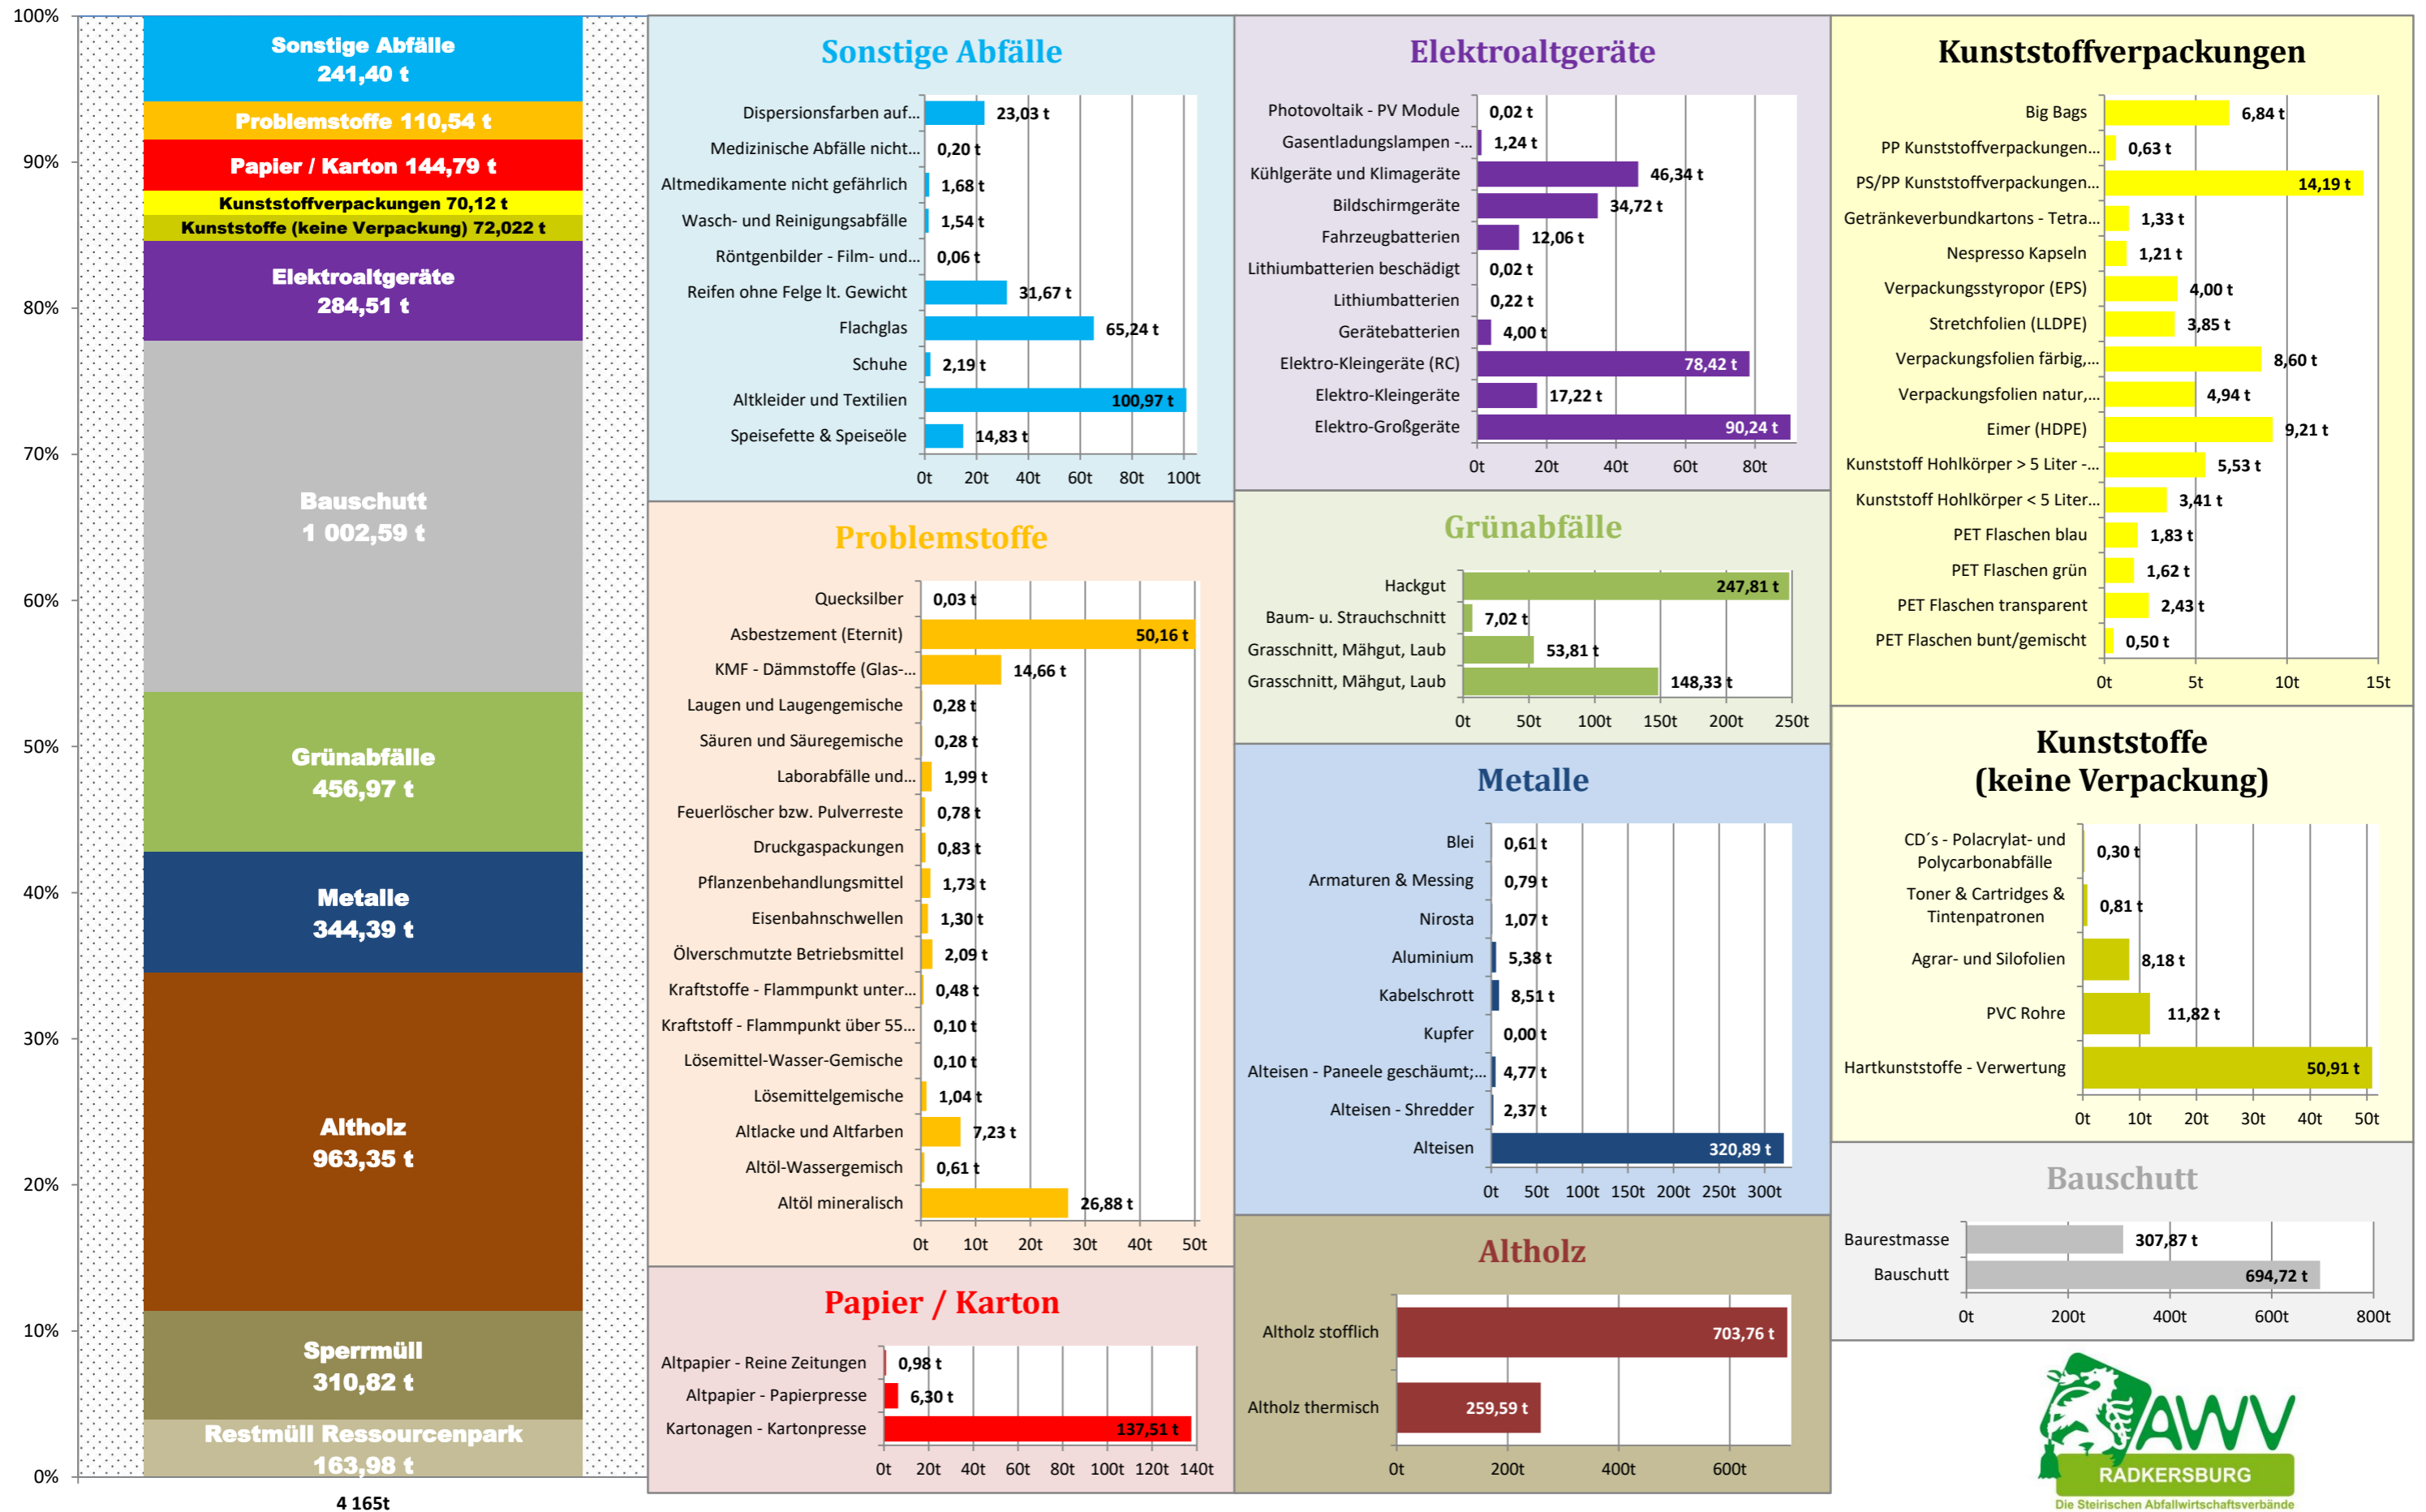 100%
90%
80%
70%
60%
50%
40%
30%
20%
10%
0%
Sonstige Abfälle
241,40 t
Problemstoffe 110,54 t
Papier / Karton 144,79 t
Kunststoffverpackungen 70,12 t
Kunststoffe (keine Verpackung) 72,022 t
Elektroaltgeräte
284,51 t
Bauschutt
1 002,59 t
Grünabfälle
456,97 t
Metalle
344,39 t
Altholz
963,35 t
Sperrmüll
310,82 t
Restmüll Ressourcenpark
163,98 t
4 165t
Sonstige Abfälle
Dispersionsfarben auf... 23,03 t
Medizinische Abfälle nicht... 0,20 t
Altmedikamente nicht gefährlich 1,68 t
Wasch- und Reinigungsabfälle 1,54 t
Röntgenbilder - Film- und... 0,06 t
Reifen ohne Felge lt. Gewicht 31,67 t
Flachglas 65,24 t
Schuhe 2,19 t
Altkleider und Textilien 100,97 t
Speisefette & Speiseöle 14,83 t
0t 20t 40t 60t 80t 100t
Problemstoffe
Quecksilber 0,03 t
Asbestzement (Eternit) 50,16 t
KMF - Dämmstoffe (Glas-... 14,66 t
Laugen und Laugengemische 0,28 t
Säuren und Säuregemische 0,28 t
Laborabfälle und... 1,99 t
Feuerlöscher bzw. Pulverreste 0,78 t
Druckgaspackungen 0,83 t
Pflanzenbehandlungsmittel 1,73 t
Eisenbahnschwellen 1,30 t
Ölverschmutzte Betriebsmittel 2,09 t
Kraftstoffe - Flammpunkt unter... 0,48 t
Kraftstoff - Flammpunkt über 55... 0,10 t
Lösemittel-Wasser-Gemische 0,10 t
Lösemittelgemische 1,04 t
Altlacke und Altfarben 7,23 t
Altöl-Wassergemisch 0,61 t
Altöl mineralisch 26,88 t
0t 10t 20t 30t 40t 50t
Papier / Karton
Altpapier - Reine Zeitungen 0,98 t
Altpapier - Papierpresse 6,30 t
Kartonagen - Kartonpresse 137,51 t
0t 20t 40t 60t 80t 100t 120t 140t
Elektroaltgeräte
Photovoltaik - PV Module 0,02 t
Gasentladungslampen -... 1,24 t
Kühlgeräte und Klimageräte 46,34 t
Bildschirmgeräte 34,72 t
Fahrzeugbatterien 12,06 t
Lithiumbatterien beschädigt 0,02 t
Lithiumbatterien 0,22 t
Gerätebatterien 4,00 t
Elektro-Kleingeräte (RC) 78,42 t
Elektro-Kleingeräte 17,22 t
Elektro-Großgeräte 90,24 t
0t 20t 40t 60t 80t
Grünabfälle
Hackgut 247,81 t
Baum- u. Strauchschnitt 7,02 t
Grasschnitt, Mähgut, Laub 53,81 t
Grasschnitt, Mähgut, Laub 148,33 t
0t 50t 100t 150t 200t 250t
Metalle
Blei 0,61 t
Armaturen & Messing 0,79 t
Nirosta 1,07 t
Aluminium 5,38 t
Kabelschrott 8,51 t
Kupfer 0,00 t
Alteisen - Paneele geschäumt;... 4,77 t
Alteisen - Shredder 2,37 t
Alteisen 320,89 t
0t 50t 100t 150t 200t 250t 300t
Altholz
Altholz stofflich 703,76 t
Altholz thermisch 259,59 t
0t 200t 400t 600t
Kunststoffverpackungen
Big Bags 6,84 t
PP Kunststoffverpackungen... 0,63 t
PS/PP Kunststoffverpackungen... 14,19 t
Getränkeverbundkartons - Tetra... 1,33 t
Nespresso Kapseln 1,21 t
Verpackungsstyropor (EPS) 4,00 t
Stretchfolien (LLDPE) 3,85 t
Verpackungsfolien färbig,... 8,60 t
Verpackungsfolien natur,... 4,94 t
Eimer (HDPE) 9,21 t
Kunststoff Hohlkörper > 5 Liter -... 5,53 t
Kunststoff Hohlkörper < 5 Liter... 3,41 t
PET Flaschen blau 1,83 t
PET Flaschen grün 1,62 t
PET Flaschen transparent 2,43 t
PET Flaschen bunt/gemischt 0,50 t
0t 5t 10t 15t
Kunststoffe
(keine Verpackung)
CD´s - Polacrylat- und
Polycarbonabfälle 0,30 t
Toner & Cartridges &
Tintenpatronen 0,81 t
Agrar- und Silofolien 8,18 t
PVC Rohre 11,82 t
Hartkunststoffe - Verwertung 50,91 t
0t 10t 20t 30t 40t 50t
Bauschutt
Baurestmasse 307,87 t
Bauschutt 694,72 t
0t 200t 400t 600t 800t
AWV
RADKERSBURG
Die Steirischen Abfallwirtschaftsverbände